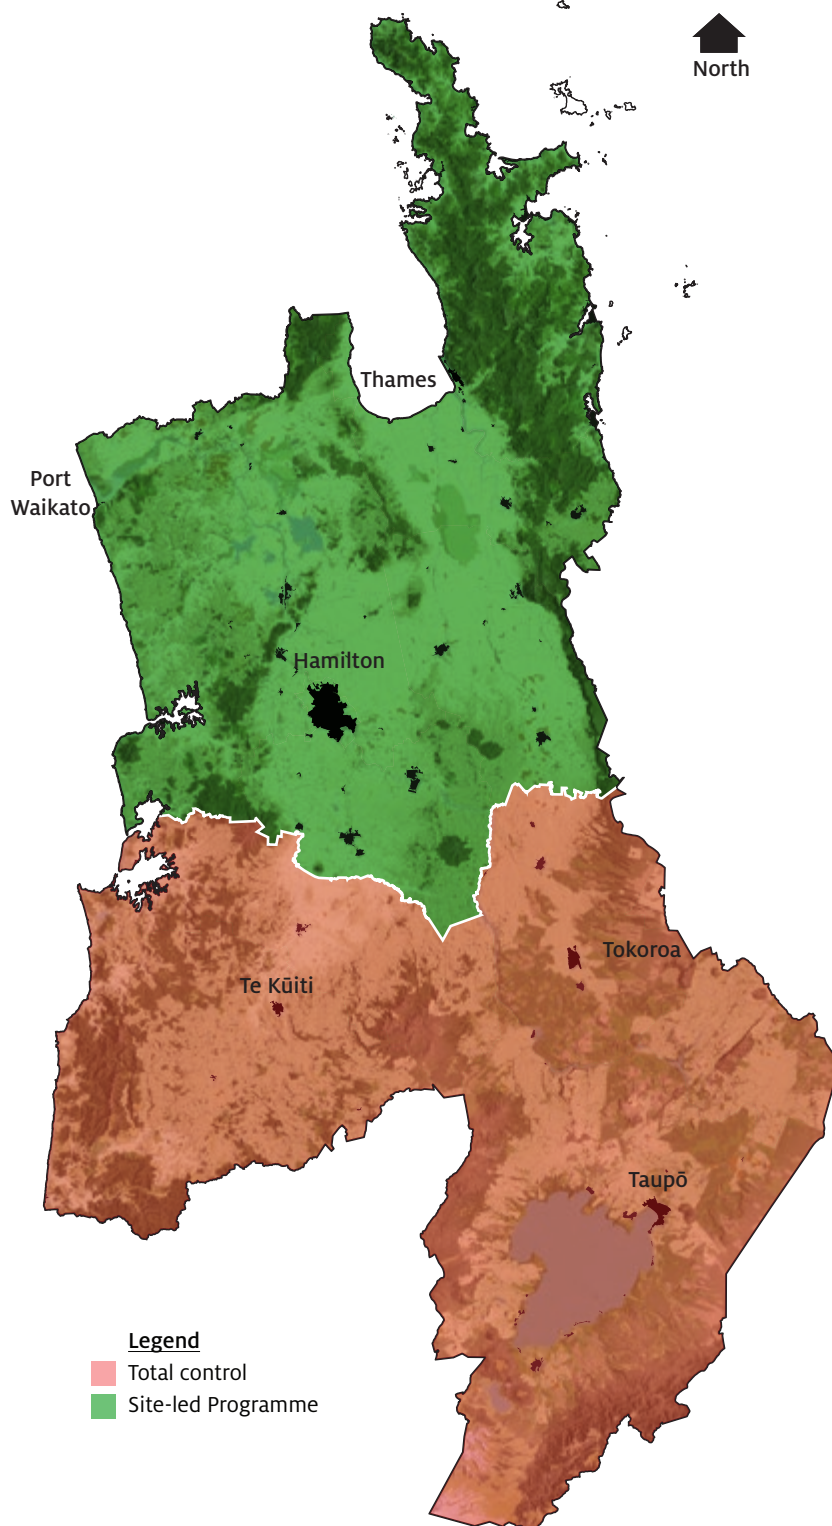 North
Thames
Port
Waikato
Hamilton
Tokoroa
Te Kūiti
Taupō
Legend
Total control
Site-led Programme